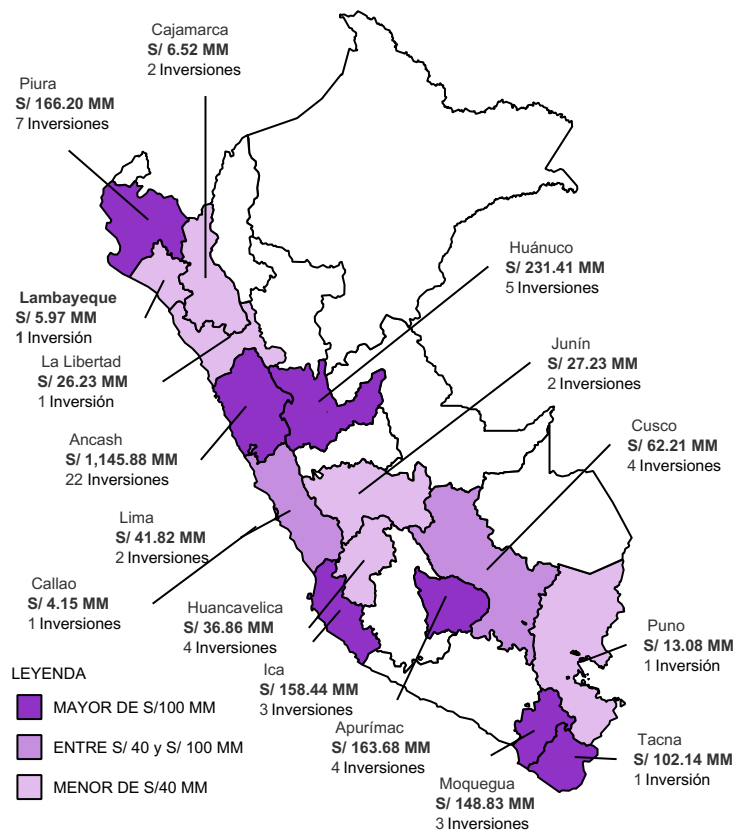 Cajamarca
S/ 6.52 MM
2 Inversiones
Piura
S/ 166.20 MM
7 Inversiones
Huánuco
S/ 231.41 MM
5 Inversiones
Lambayeque
S/ 5.97 MM
1 Inversión
La Libertad
S/ 26.23 MM
1 Inversión
Junín
S/ 27.23 MM
2 Inversiones
Ancash
S/ 1,145.88 MM
22 Inversiones
Cusco
S/ 62.21 MM
4 Inversiones
Lima
S/ 41.82 MM
2 Inversiones
Callao
S/ 4.15 MM
1 Inversiones
Huancavelica
S/ 36.86 MM
4 Inversiones
Puno
S/ 13.08 MM
1 Inversión
Ica
S/ 158.44 MM
3 Inversiones
Apurímac
S/ 163.68 MM
4 Inversiones
Tacna
S/ 102.14 MM
1 Inversión
Moquegua
S/ 148.83 MM
3 Inversiones
LEYENDA
MAYOR DE S/100 MM
ENTRE S/ 40 y S/ 100 MM
MENOR DE S/40 MM